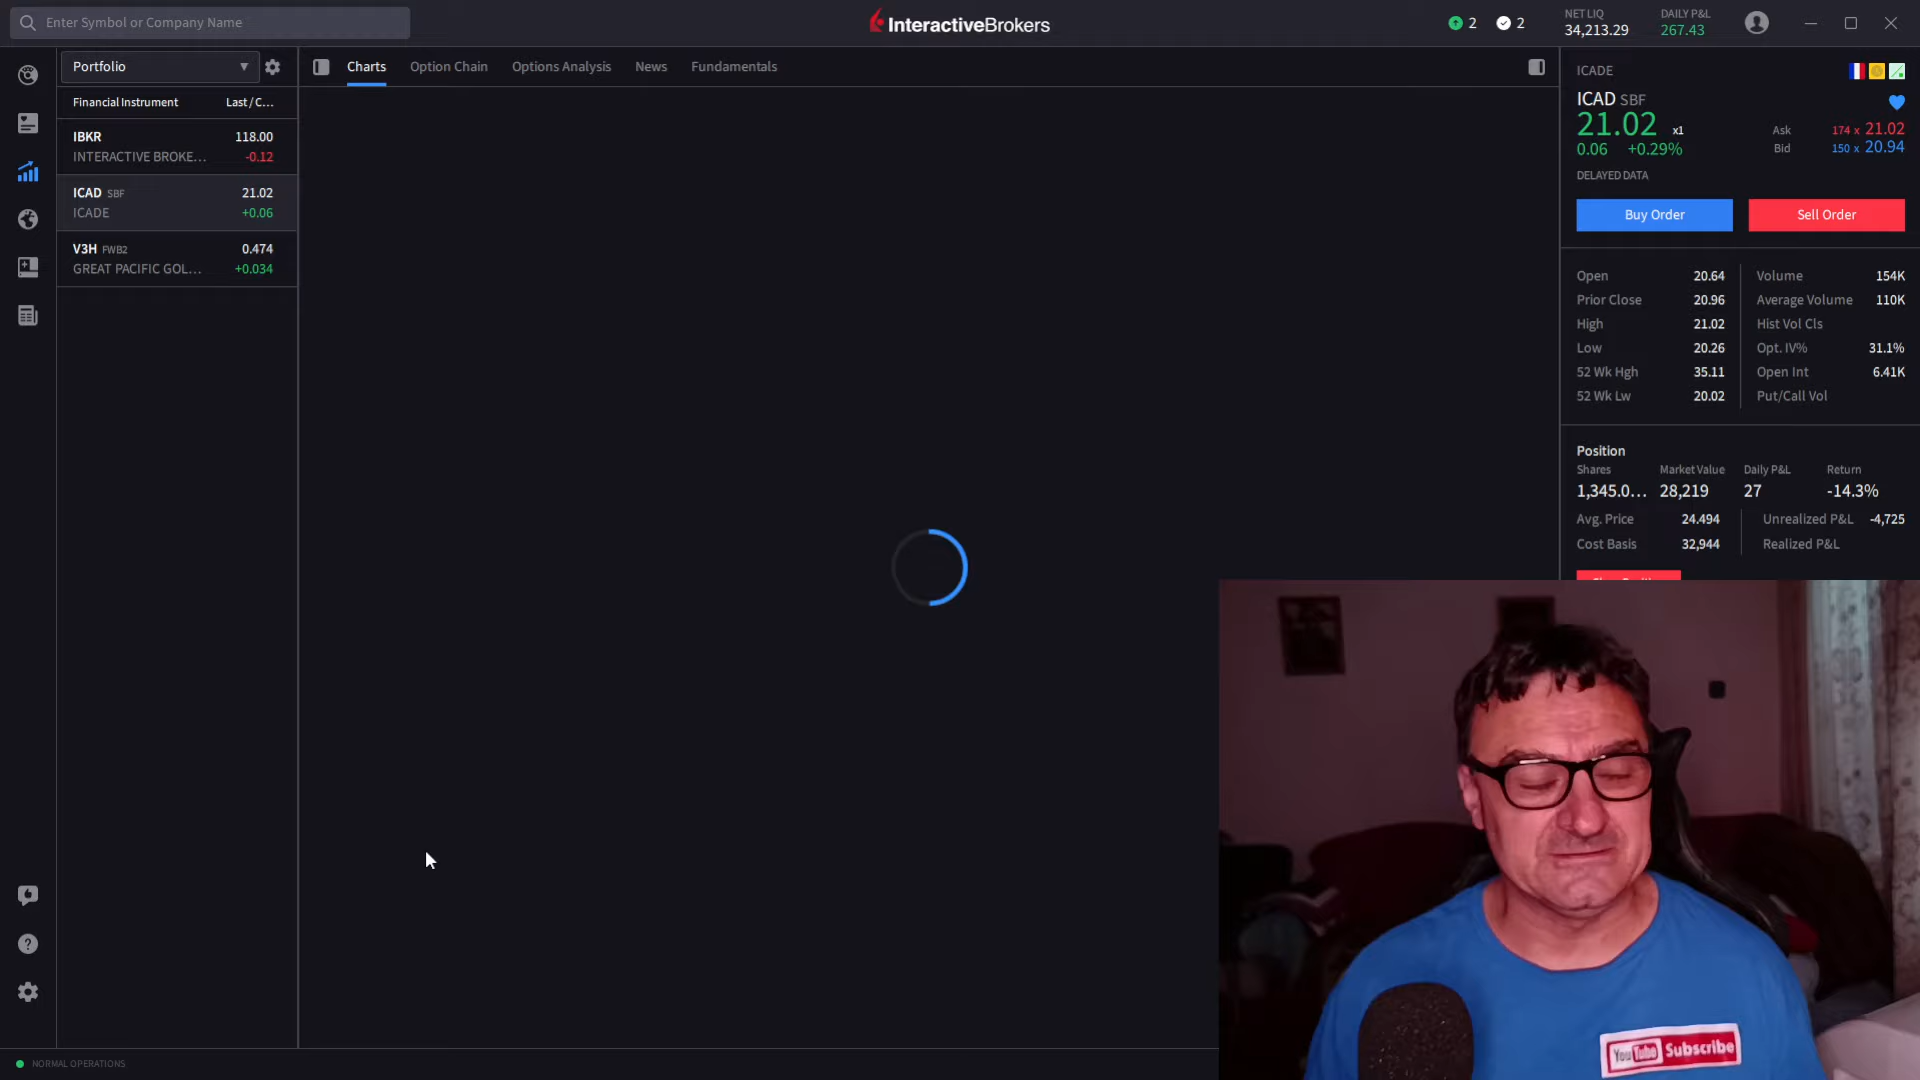 Enter Symbol or Company Name
InteractiveBrokers
2
2
NET LIQ
34,213.29
DAILY P&L
267.43
Portfolio
Charts
Option Chain
Options Analysis
News
Fundamentals
Financial Instrument
Last / C...
IBKR
118.00
INTERACTIVE BROKE...
-0.12
ICAD SBF
21.02
ICADE
+0.06
V3H FWB2
0.474
GREAT PACIFIC GOL...
+0.034
ICADE
ICAD SBF
21.02 x1
0.06 +0.29%
Ask 174 x 21.02
Bid 150 x 20.94
DELAYED DATA
Buy Order
Sell Order
Open 20.64
Prior Close 20.96
High 21.02
Low 20.26
52 Wk Hgh 35.11
52 Wk Lw 20.02
Volume 154K
Average Volume 110K
Hist Vol Cls
Opt. IV% 31.1%
Open Int 6.41K
Put/Call Vol
Position
Shares Market Value Daily P&L Return
1,345.0... 28,219 27 -14.3%
Avg. Price 24.494 Unrealized P&L -4,725
Cost Basis 32,944 Realized P&L
YouTube Subscribe
NORMAL OPERATIONS